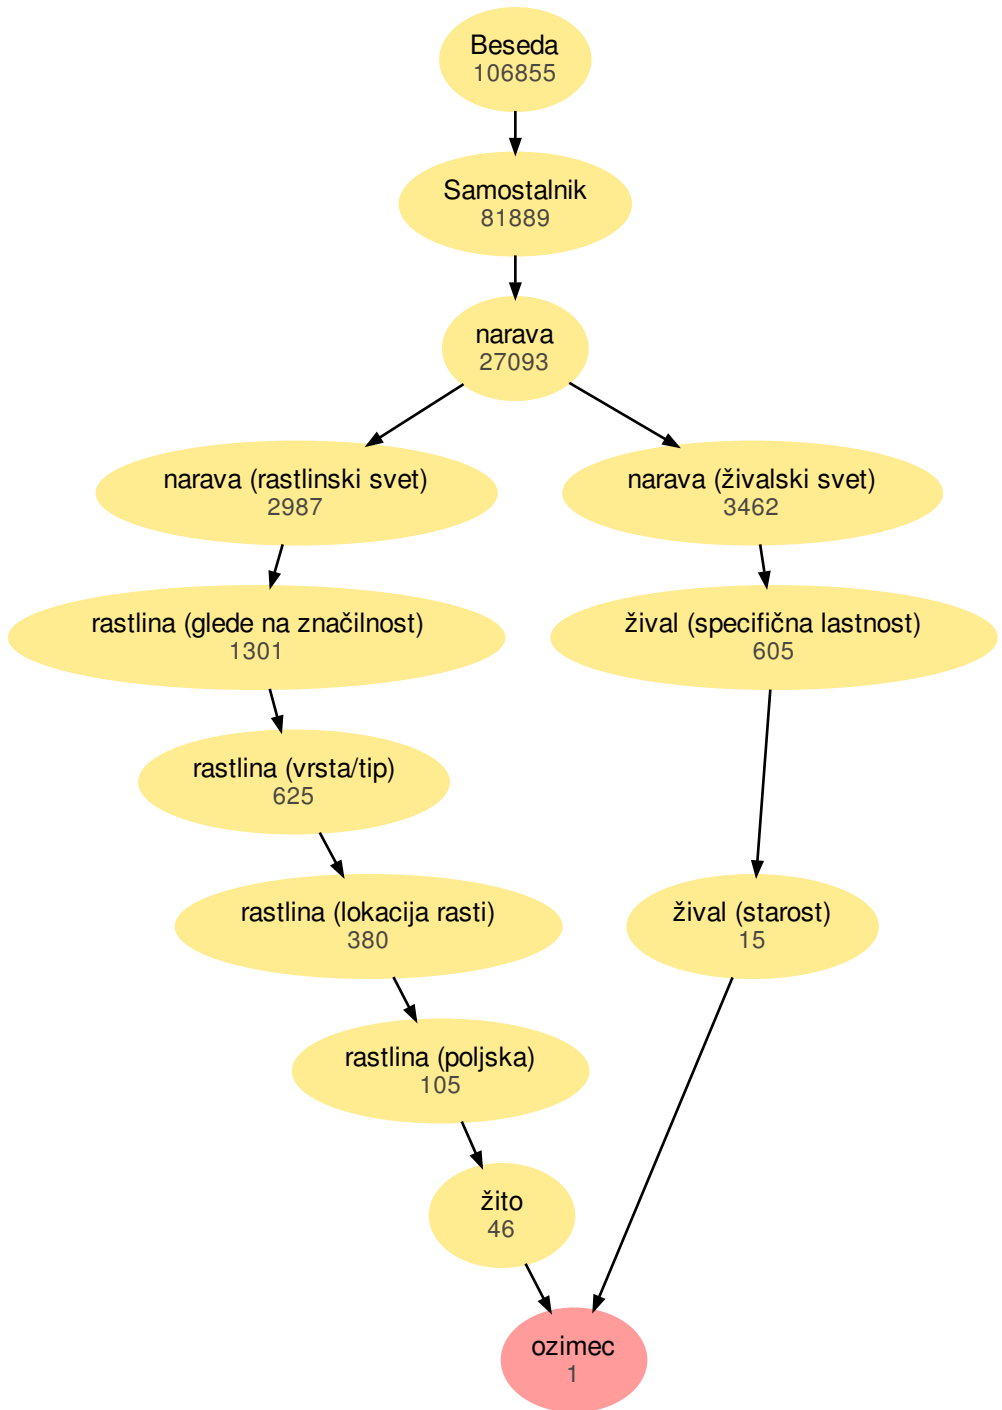 Beseda
106855
Samostalnik
81889
narava
27093
narava (rastlinski svet)
2987
narava (živalski svet)
3462
rastlina (glede na značilnost)
1301
žival (specifična lastnost)
605
rastlina (vrsta/tip)
625
rastlina (lokacija rasti)
380
žival (starost)
15
rastlina (poljska)
105
žito
46
ozimec
1